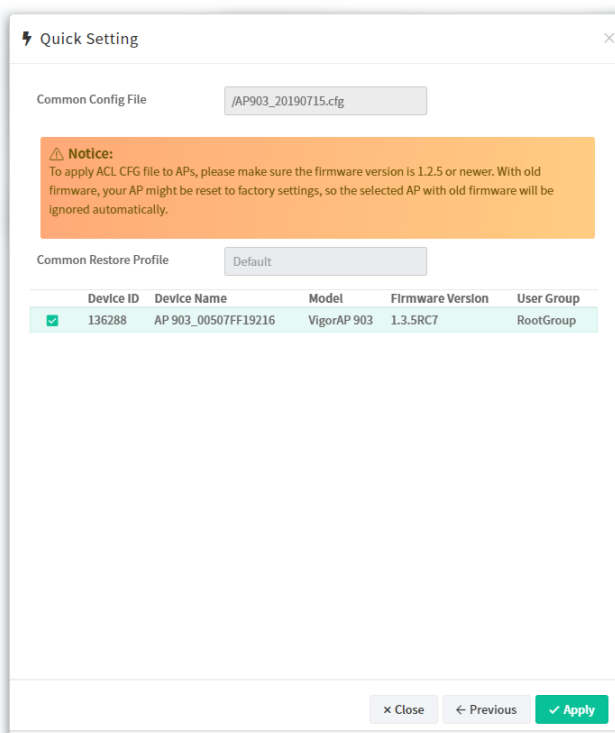 Quick Setting
Common Config File
/AP903_20190715.cfg
Notice:
To apply ACL CFG file to APs, please make sure the firmware version is 1.2.5 or newer. With old
firmware, your AP might be reset to factory settings, so the selected AP with old firmware will be
ignored automatically.
Common Restore Profile
Default
Device ID Device Name Model Firmware Version User Group
136288 AP 903_00507FF19216 VigorAP 903 1.3.5RC7 RootGroup
× Close ← Previous ✓ Apply